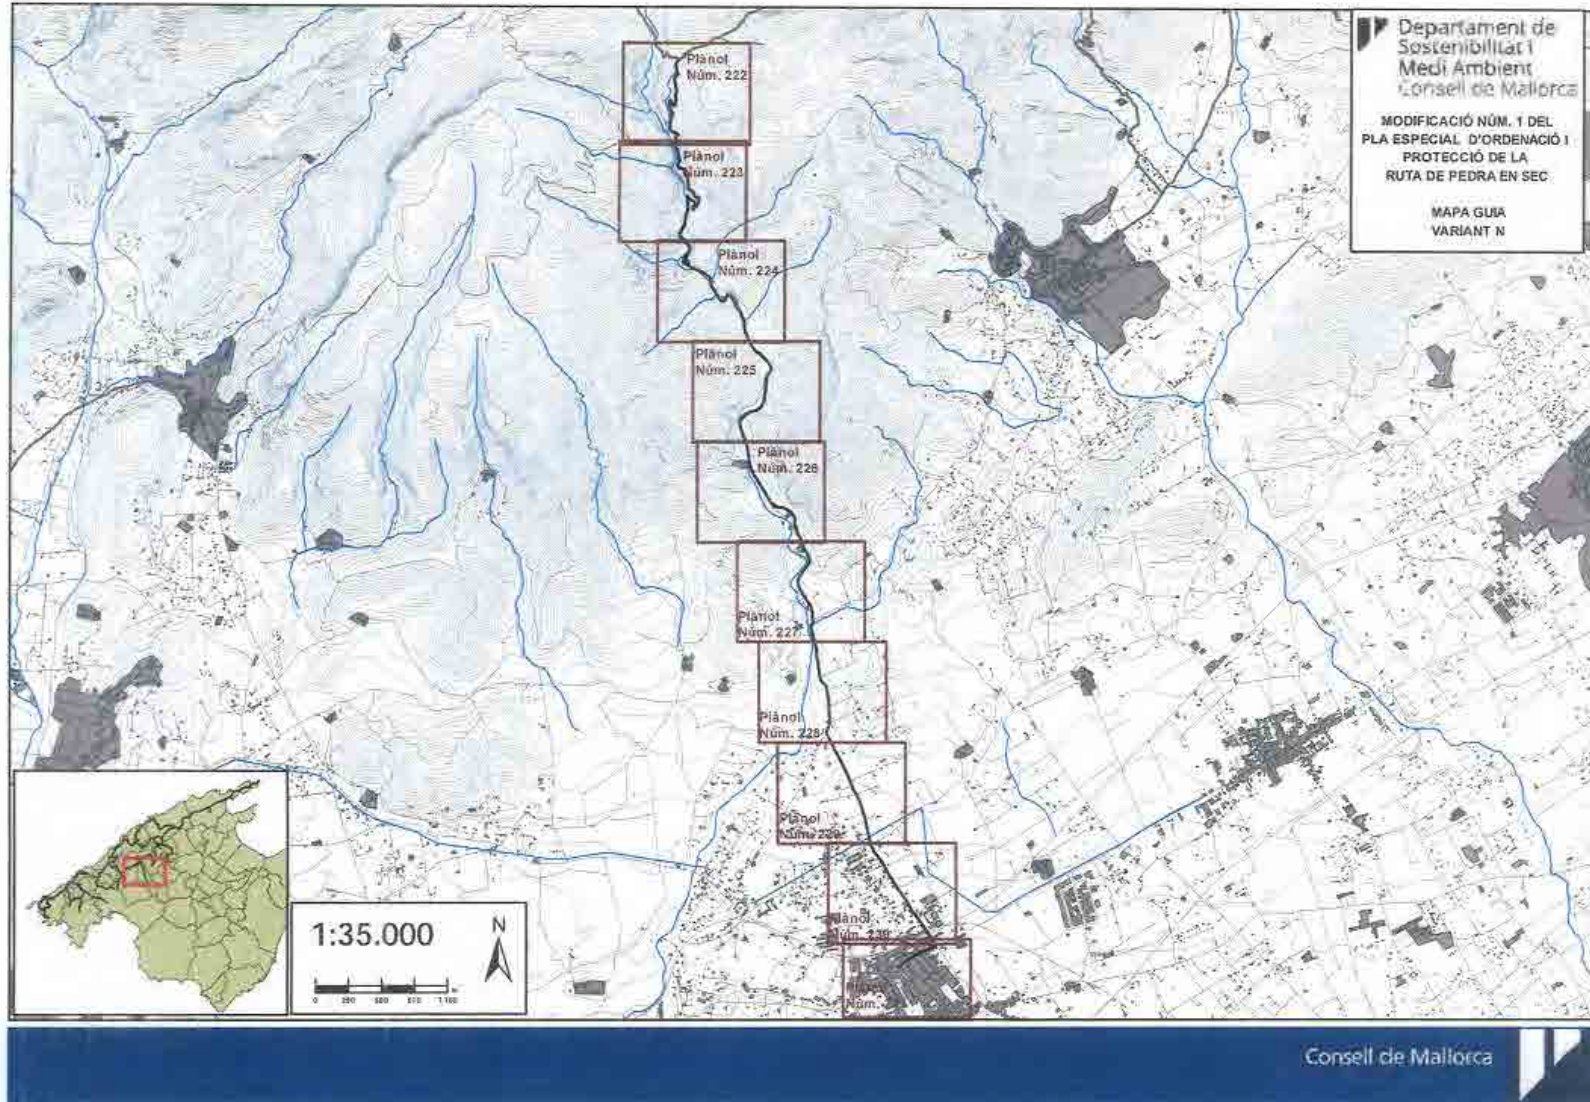 Departament de
Sostenibilitat i
Medi Ambient
Consell de Mallorca
MODIFICACIÓ NÚM. 1 DEL
PLA ESPECIAL D'ORDENACIÓ I
PROTECCIÓ DE LA
RUTA DE PEDRA EN SEC
MAPA GUIA
VARIANT N
Plànol
Núm. 222
Plànol
Núm. 223
Plànol
Núm. 224
Plànol
Núm. 225
Plànol
Núm. 226
Plànol
Núm. 227
Plànol
Núm. 228
Plànol
Núm. 229
Plànol
Núm. 230
Núm.
1:35.000
N
0
Consell de Mallorca